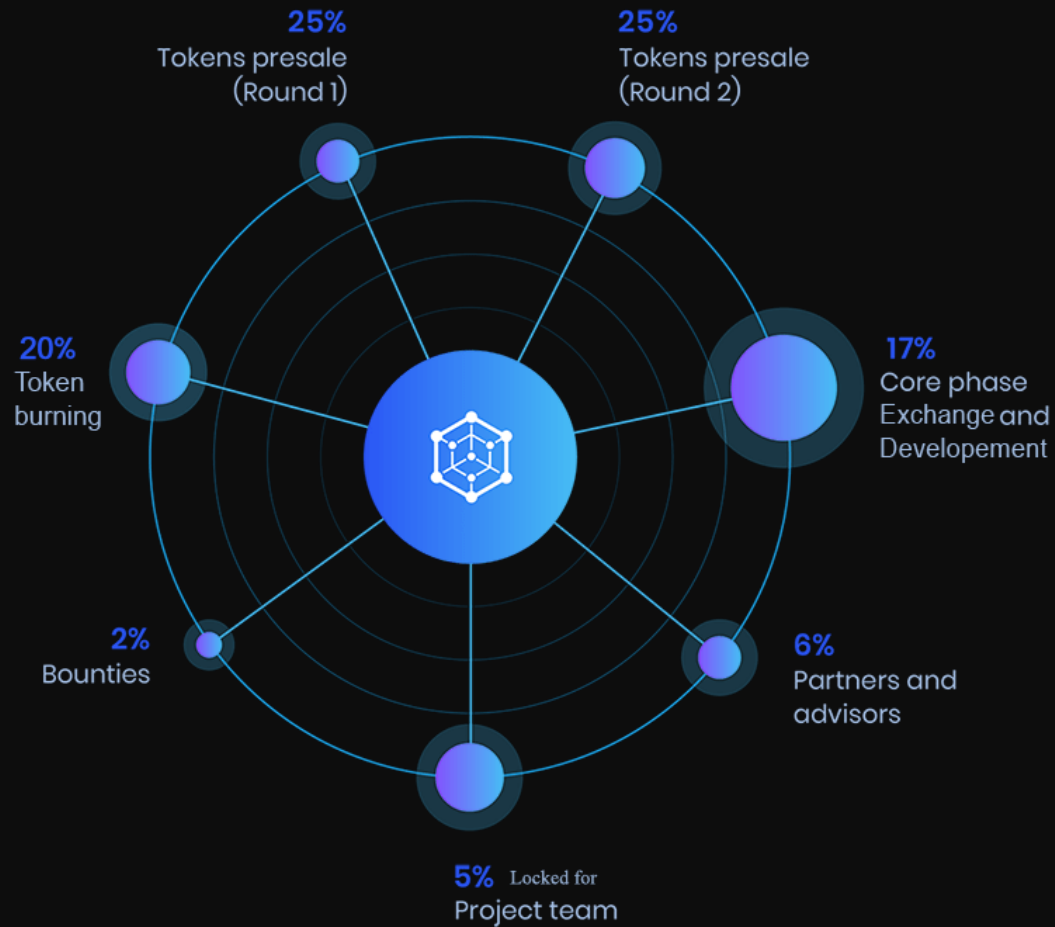 25%
Tokens presale
(Round 1)
25%
Tokens presale
(Round 2)
20%
Token
burning
17%
Core phase
Exchange and
Developement
2%
Bounties
6%
Partners and
advisors
5% Locked for
Project team